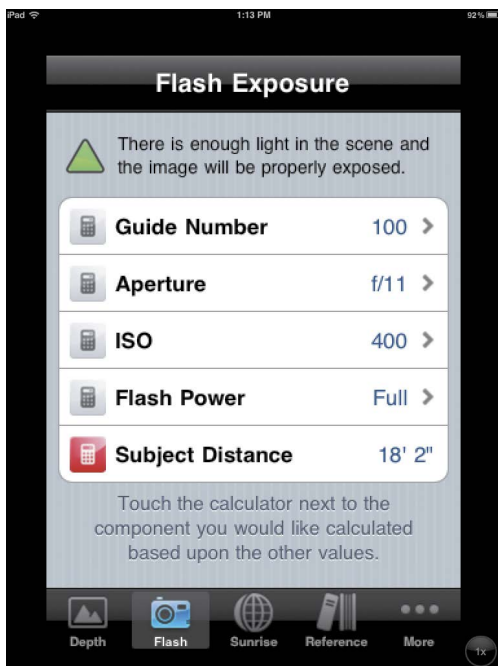 iPad 1:13 PM 92%
Flash Exposure
There is enough light in the scene and
the image will be properly exposed.
Guide Number 100
Aperture f/11
ISO 400
Flash Power Full
Subject Distance 18' 2"
Touch the calculator next to the
component you would like calculated
based upon the other values.
Depth Flash Sunrise Reference More
1x